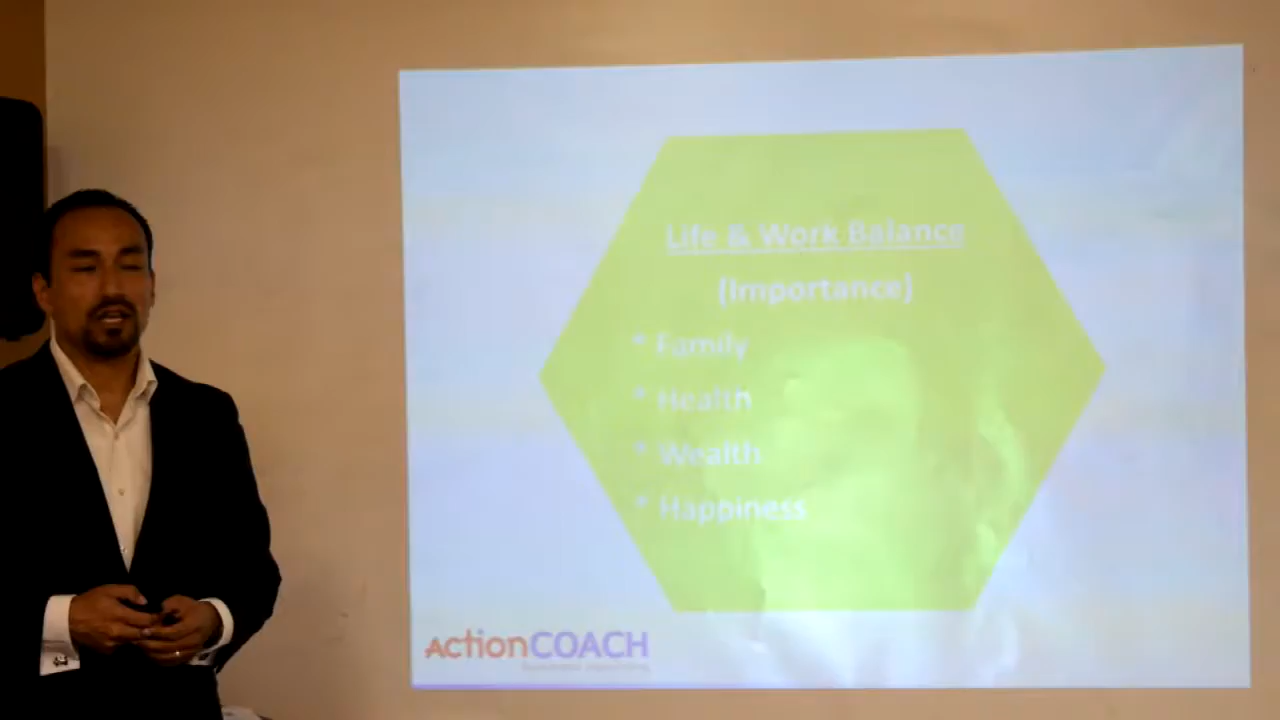 Life & Work Balance
(Importance)
* Family
* Health
* Wealth
* Happiness
ActionCOACH